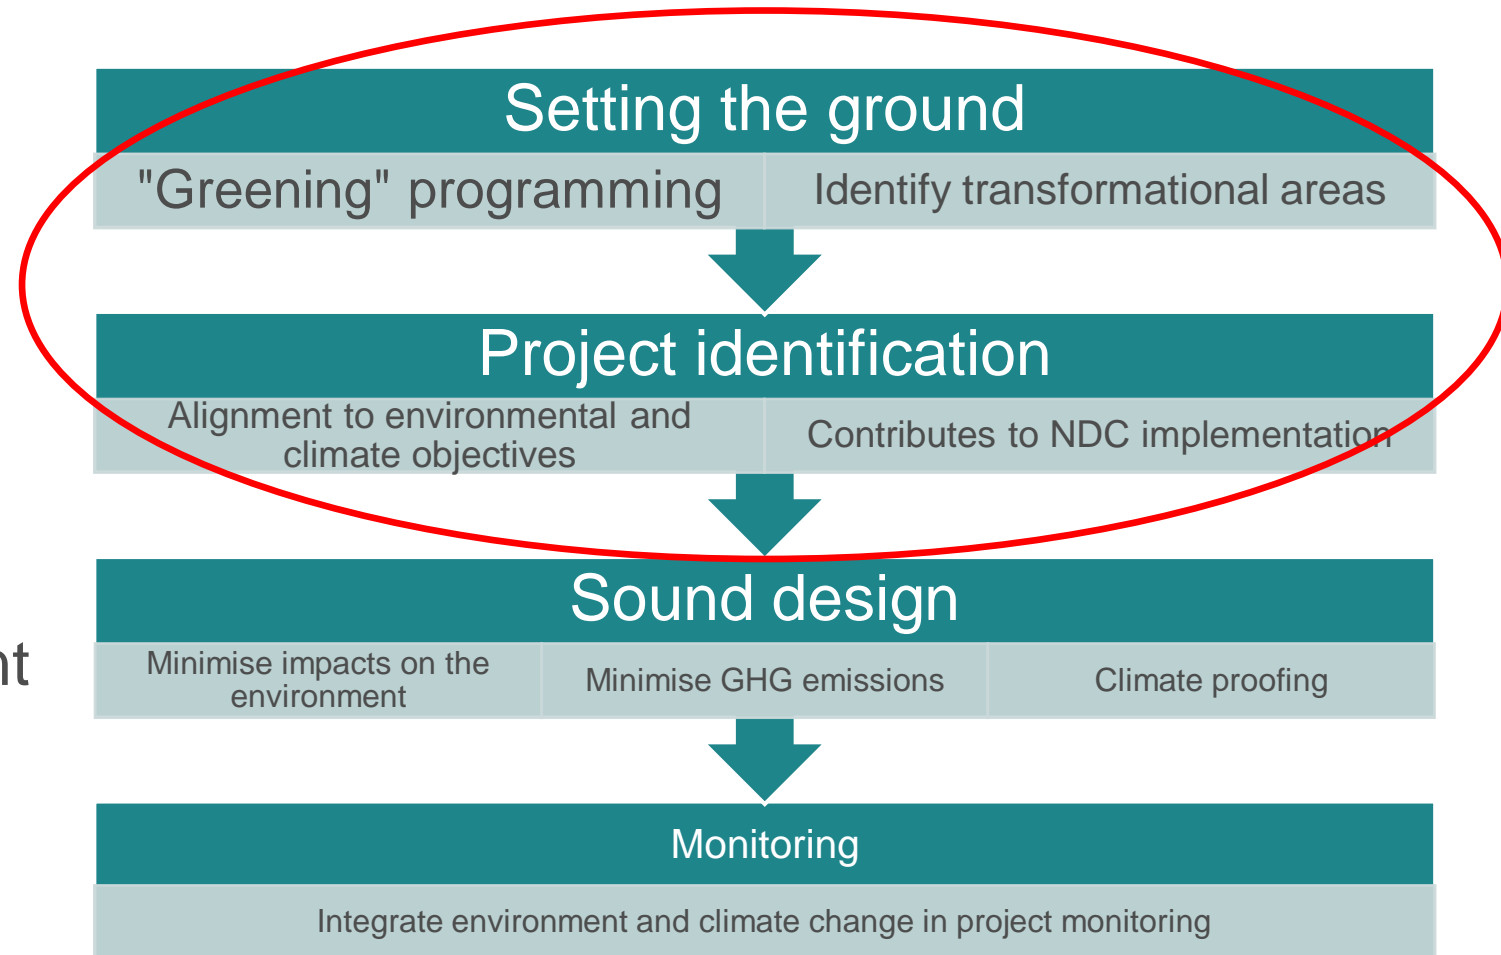 Setting the ground
"Greening" programming
Identify transformational areas
Project identification
Alignment to environmental and
climate objectives
Contributes to NDC implementation
Sound design
nt
Minimise impacts on the
environment
Minimise GHG emissions
Climate proofing
Monitoring
Integrate environment and climate change in project monitoring